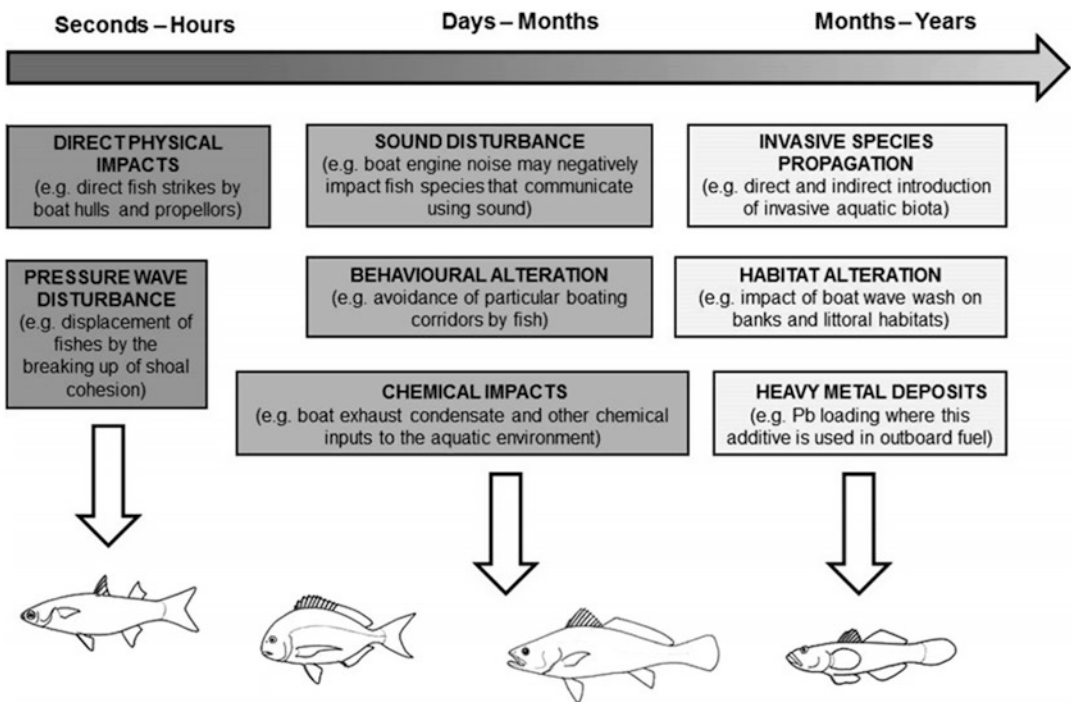 Seconds–Hours
Days–Months
Months–Years
DIRECT PHYSICAL
IMPACTS
(e.g. direct fish strikes by
boat hulls and propellors)
SOUND DISTURBANCE
(e.g. boat engine noise may negatively
impact fish species that communicate
using sound)
INVASIVE SPECIES
PROPAGATION
(e.g. direct and indirect introduction
of invasive aquatic biota)
PRESSURE WAVE
DISTURBANCE
(e.g. displacement of
fishes by the
breaking up of shoal
cohesion)
BEHAVIOURAL ALTERATION
(e.g. avoidance of particular boating
corridors by fish)
HABITAT ALTERATION
(e.g. impact of boat wave wash on
banks and littoral habitats)
CHEMICAL IMPACTS
(e.g. boat exhaust condensate and other chemical
inputs to the aquatic environment)
HEAVY METAL DEPOSITS
(e.g. Pb loading where this
additive is used in outboard fuel)